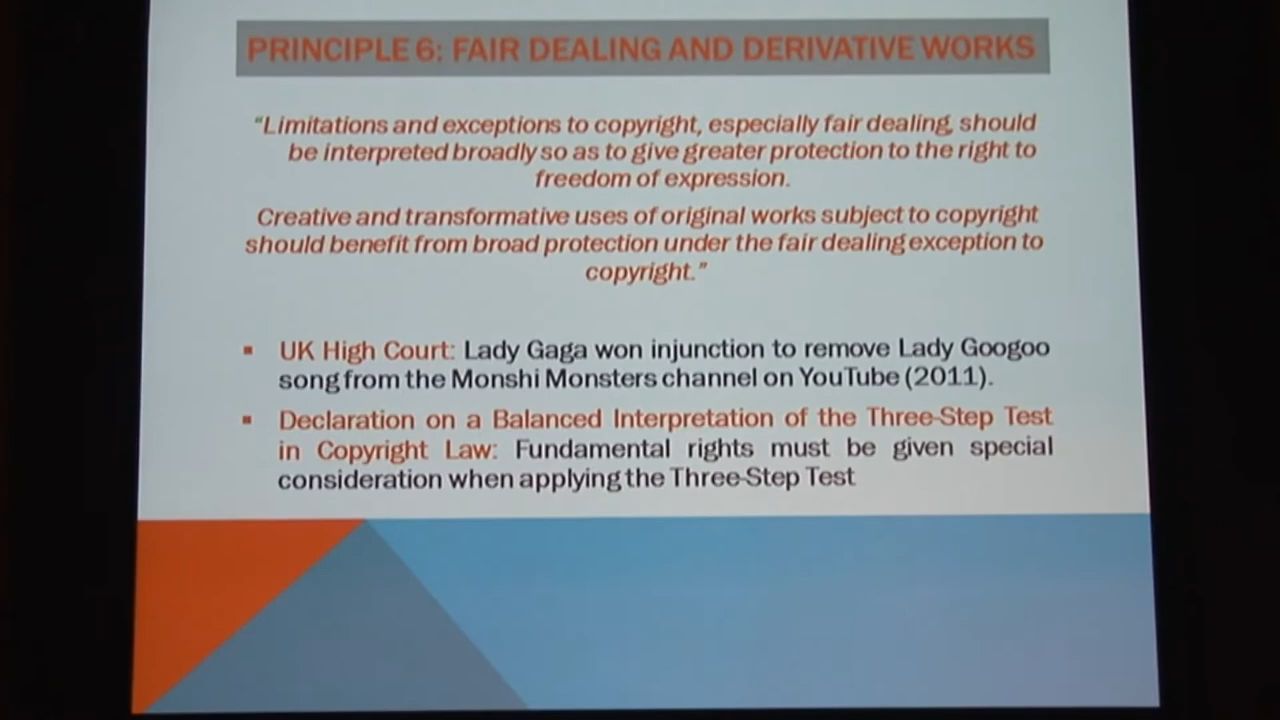 PRINCIPLE 6: FAIR DEALING AND DERIVATIVE WORKS
“Limitations and exceptions to copyright, especially fair dealing, should
be interpreted broadly so as to give greater protection to the right to
freedom of expression.
Creative and transformative uses of original works subject to copyright
should benefit from broad protection under the fair dealing exception to
copyright.”
▪ UK High Court: Lady Gaga won injunction to remove Lady Googoo
song from the Monshi Monsters channel on YouTube (2011).
▪ Declaration on a Balanced Interpretation of the Three-Step Test
in Copyright Law: Fundamental rights must be given special
consideration when applying the Three-Step Test